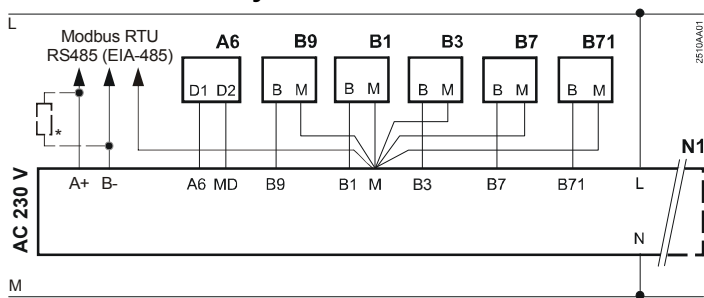 L
Modbus RTU
RS485 (EIA-485)
A6 B9 B1 B3 B7 B71
2510AA01
D1 D2 B M B M B M B M B M
*
N1
A+ B- A6 MD B9 B1 M B3 B7 B71 L
AC 230 V
N
M